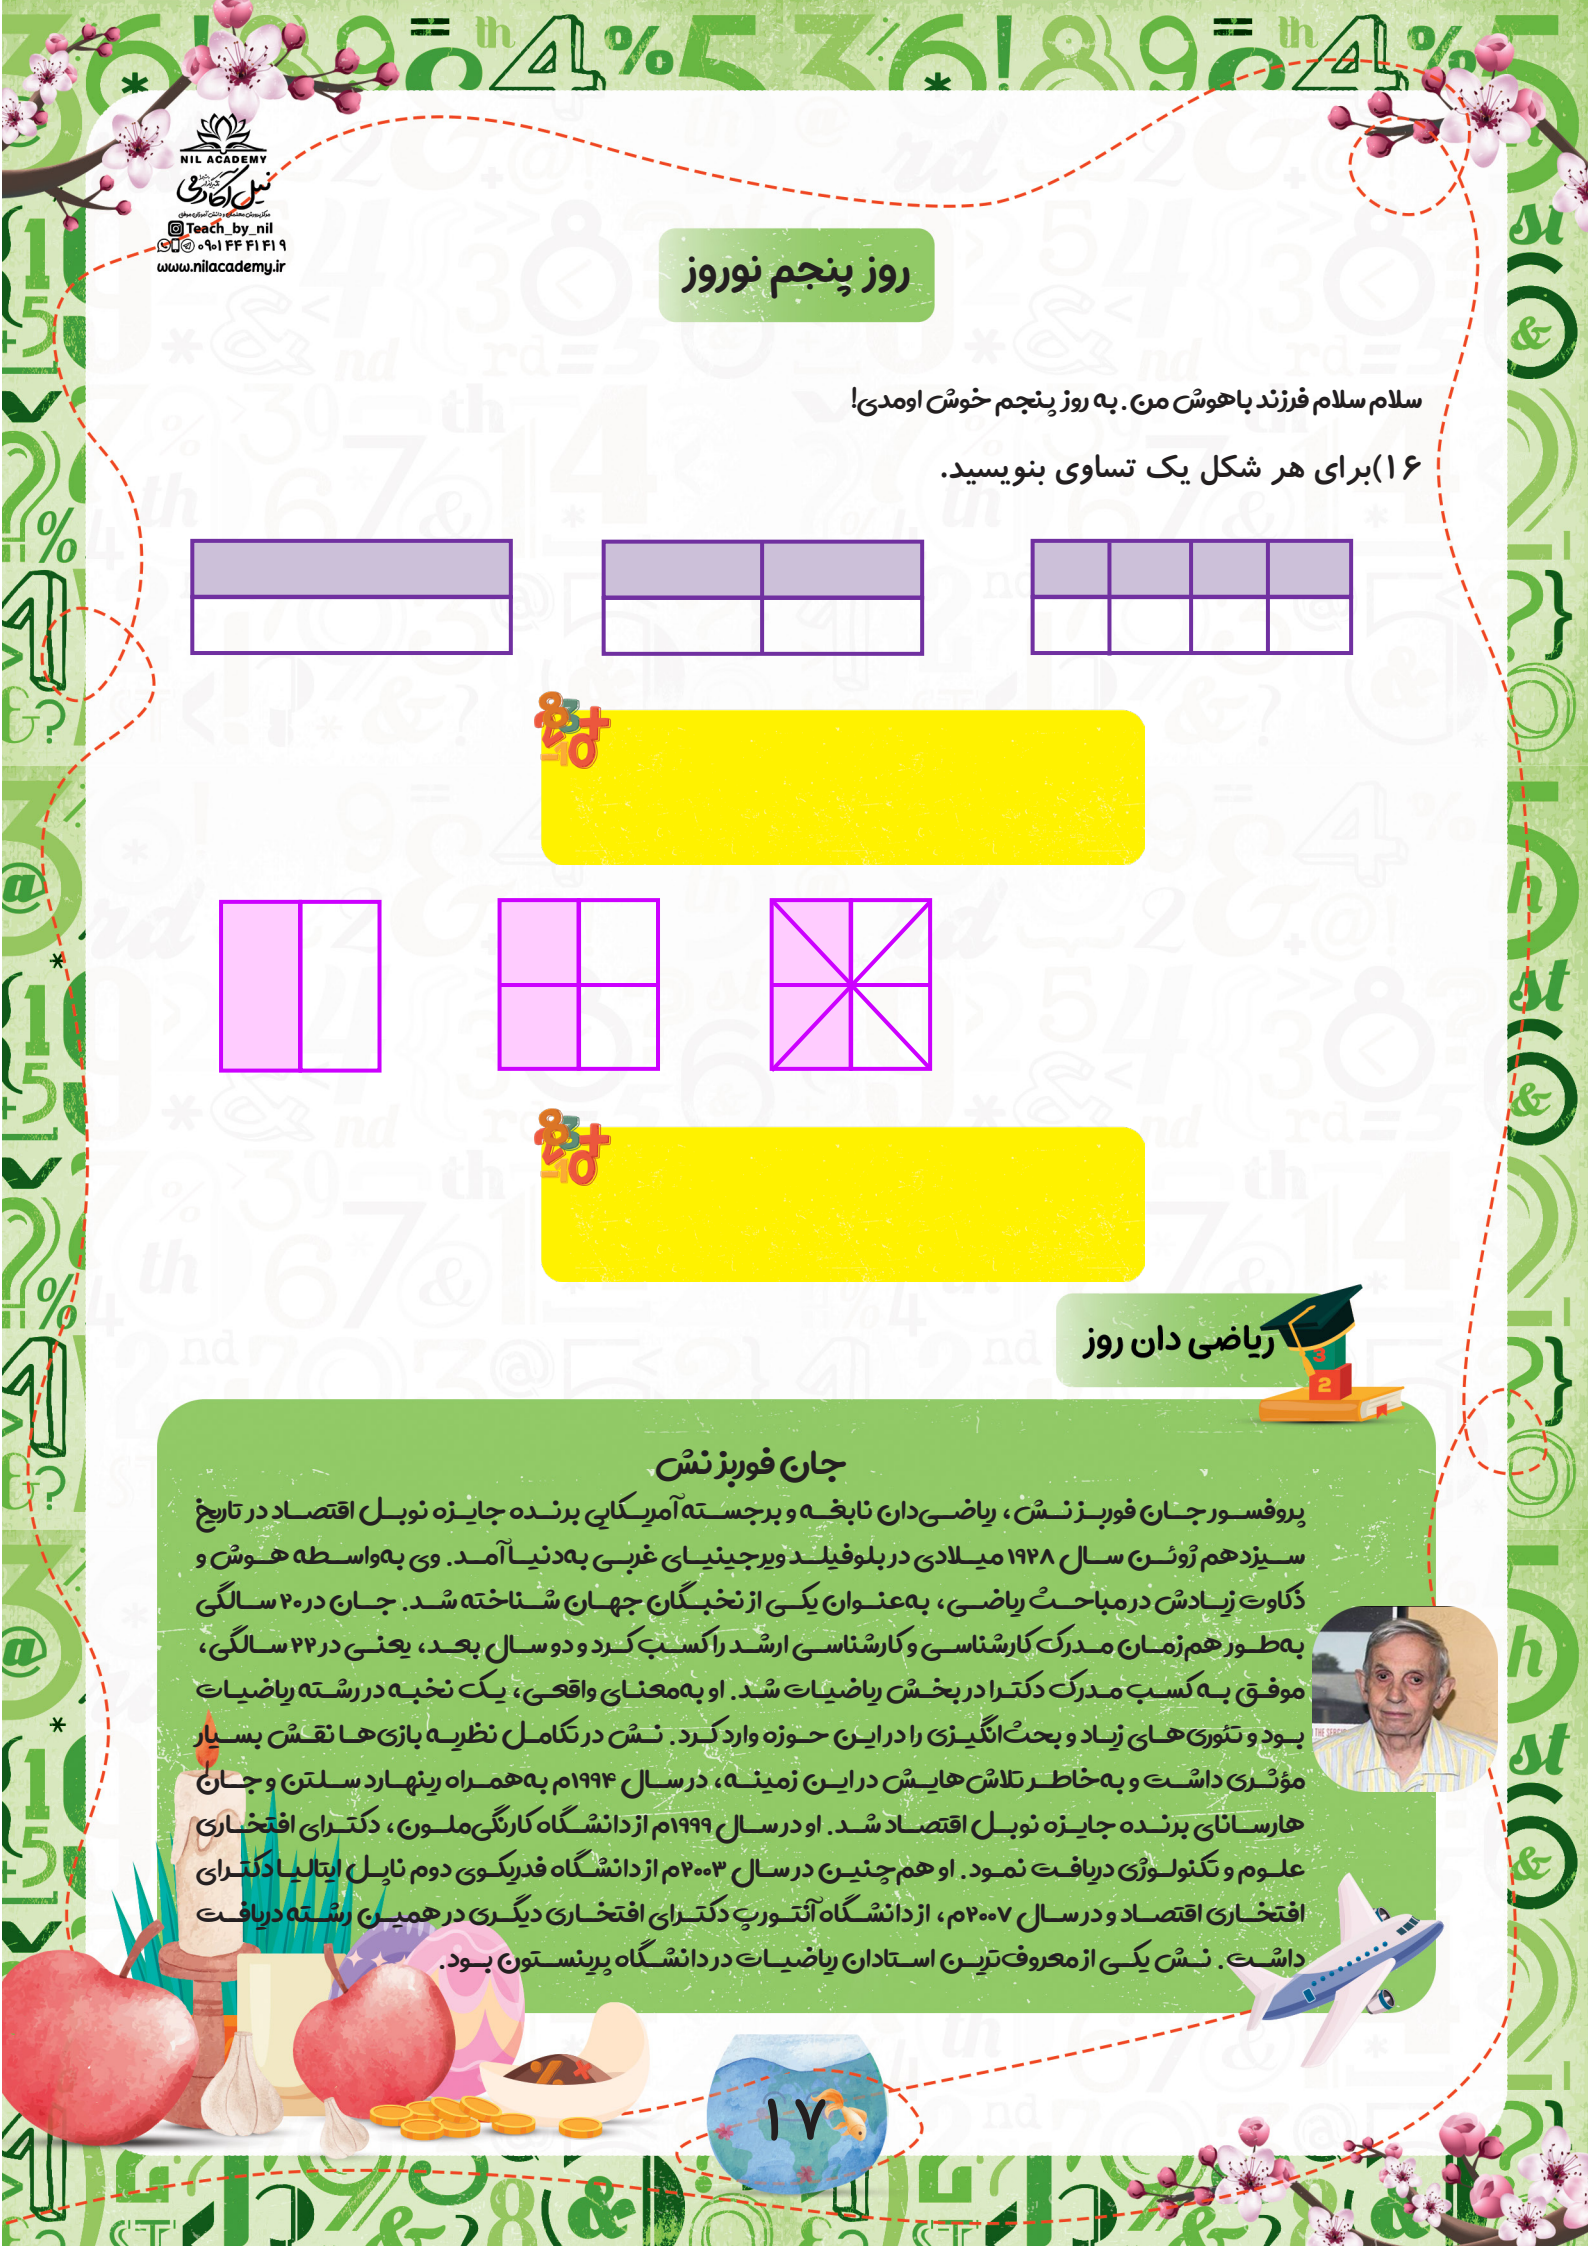 NIL ACADEMY
نیل آکادمی
Teach_by_nil
۰۹۰۱۴۴۴۱۴۱۹
www.nilacademy.ir
روز پنجم نوروز
سلام سلام فرزند باهوش من. به روز پنجم خوش اومدی!
۱۶)برای هر شکل یک تساوی بنویسید.
ریاضی دان روز
جان فوربز نش
پروفسور جان فوربز نش، ریاضی‌دان نابغه و برجسته آمریکایی برنده جایزه نوبل اقتصاد در تاریخ
سیزدهم ژوئن سال ۱۹۲۸ میلادی در بلوفیلد ویرجینیای غربی به‌دنیا آمد. وی به‌واسطه هوش و
ذکاوت زیادش در مباحث ریاضی، به‌عنوان یکی از نخبگان جهان شناخته شد. جان در ۲۰ سالگی
به‌طور هم‌زمان مدرک کارشناسی و کارشناسی ارشد را کسب کرد و دو سال بعد، یعنی در ۲۲ سالگی،
موفق به کسب مدرک دکترا در بخش ریاضیات شد. او به‌معنای واقعی، یک نخبه در رشته ریاضیات
بود و تئوری‌های زیاد و بحث‌انگیزی را در این حوزه وارد کرد. نش در تکامل نظریه بازی‌ها نقش بسیار
مؤثری داشت و به‌خاطر تلاش‌هایش در این زمینه، در سال ۱۹۹۴م به‌همراه رینهارد سلتن و جان
هارسانای برنده جایزه نوبل اقتصاد شد. او در سال ۱۹۹۹م از دانشگاه کارنگی‌ملون، دکترای افتخاری
علوم و تکنولوژی دریافت نمود. او هم‌چنین در سال ۲۰۰۳م از دانشگاه فدریکوی دوم ناپل ایتالیا دکترای
افتخاری اقتصاد و در سال ۲۰۰۷م، از دانشگاه آنتورپ دکترای افتخاری دیگری در همین رشته دریافت
داشت. نش یکی از معروف‌ترین استادان ریاضیات در دانشگاه پرینستون بود.
۱۷